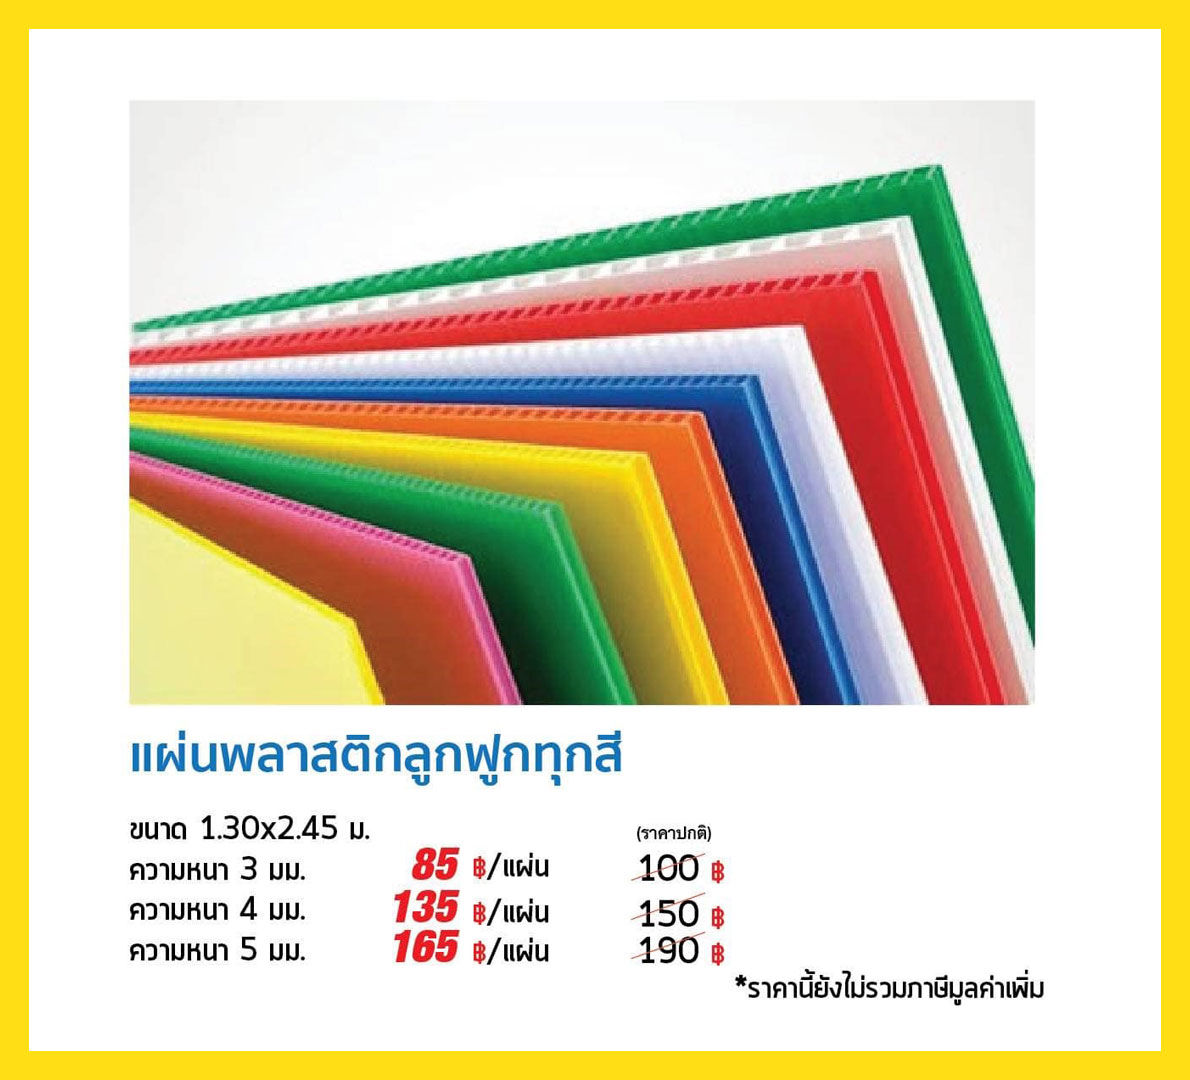 แผ่นพลาสติกลูกฟูกทุกสี
ขนาด 1.30x2.45 ม.
(ราคาปกติ)
ความหนา 3 มม. 85 ฿/แผ่น 100 ฿
ความหนา 4 มม. 135 ฿/แผ่น 150 ฿
ความหนา 5 มม. 165 ฿/แผ่น 190 ฿
*ราคานี้ยังไม่รวมภาษีมูลค่าเพิ่ม